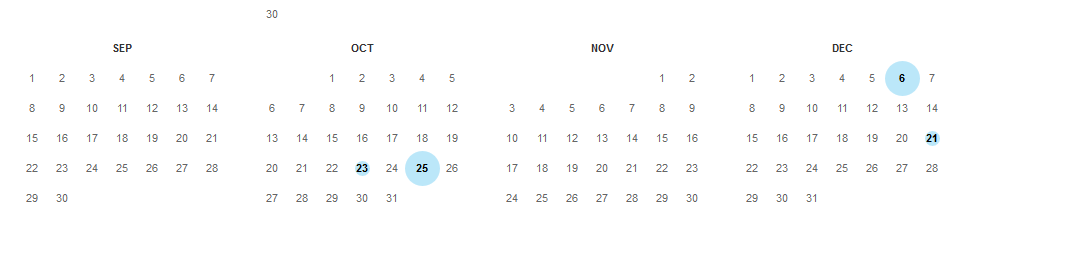 30
SEP
1 2 3 4 5 6 7
8 9 10 11 12 13 14
15 16 17 18 19 20 21
22 23 24 25 26 27 28
29 30
OCT
1 2 3 4 5
6 7 8 9 10 11 12
13 14 15 16 17 18 19
20 21 22 23 24 25 26
27 28 29 30 31
NOV
1 2
3 4 5 6 7 8 9
10 11 12 13 14 15 16
17 18 19 20 21 22 23
24 25 26 27 28 29 30
DEC
1 2 3 4 5 6 7
8 9 10 11 12 13 14
15 16 17 18 19 20 21
22 23 24 25 26 27 28
29 30 31